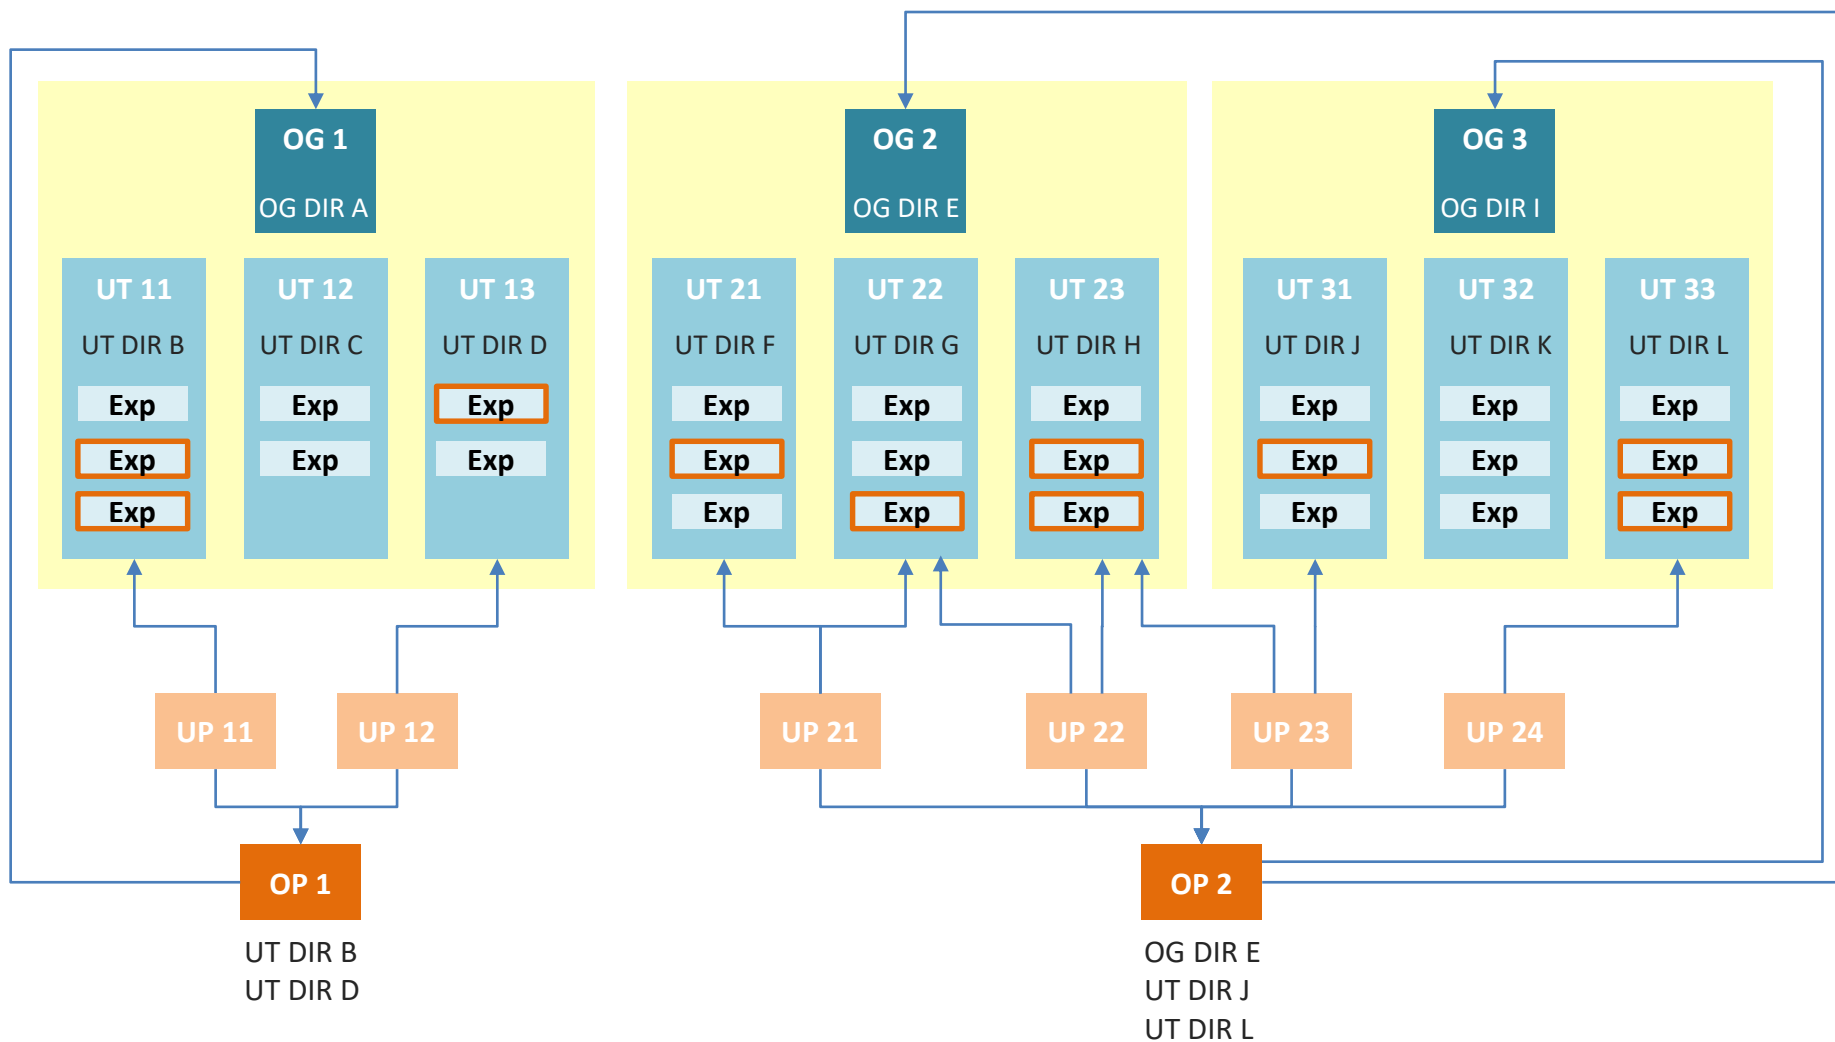 OG 1
OG DIR A
OG 2
OG DIR E
OG 3
OG DIR I
UT 11
UT DIR B
Exp
Exp
Exp
UT 12
UT DIR C
Exp
Exp
UT 13
UT DIR D
Exp
Exp
UT 21
UT DIR F
Exp
Exp
Exp
UT 22
UT DIR G
Exp
Exp
Exp
UT 23
UT DIR H
Exp
Exp
Exp
UT 31
UT DIR J
Exp
Exp
Exp
UT 32
UT DIR K
Exp
Exp
Exp
UT 33
UT DIR L
Exp
Exp
Exp
UP 11
UP 12
UP 21
UP 22
UP 23
UP 24
OP 1
UT DIR B
UT DIR D
OP 2
OG DIR E
UT DIR J
UT DIR L